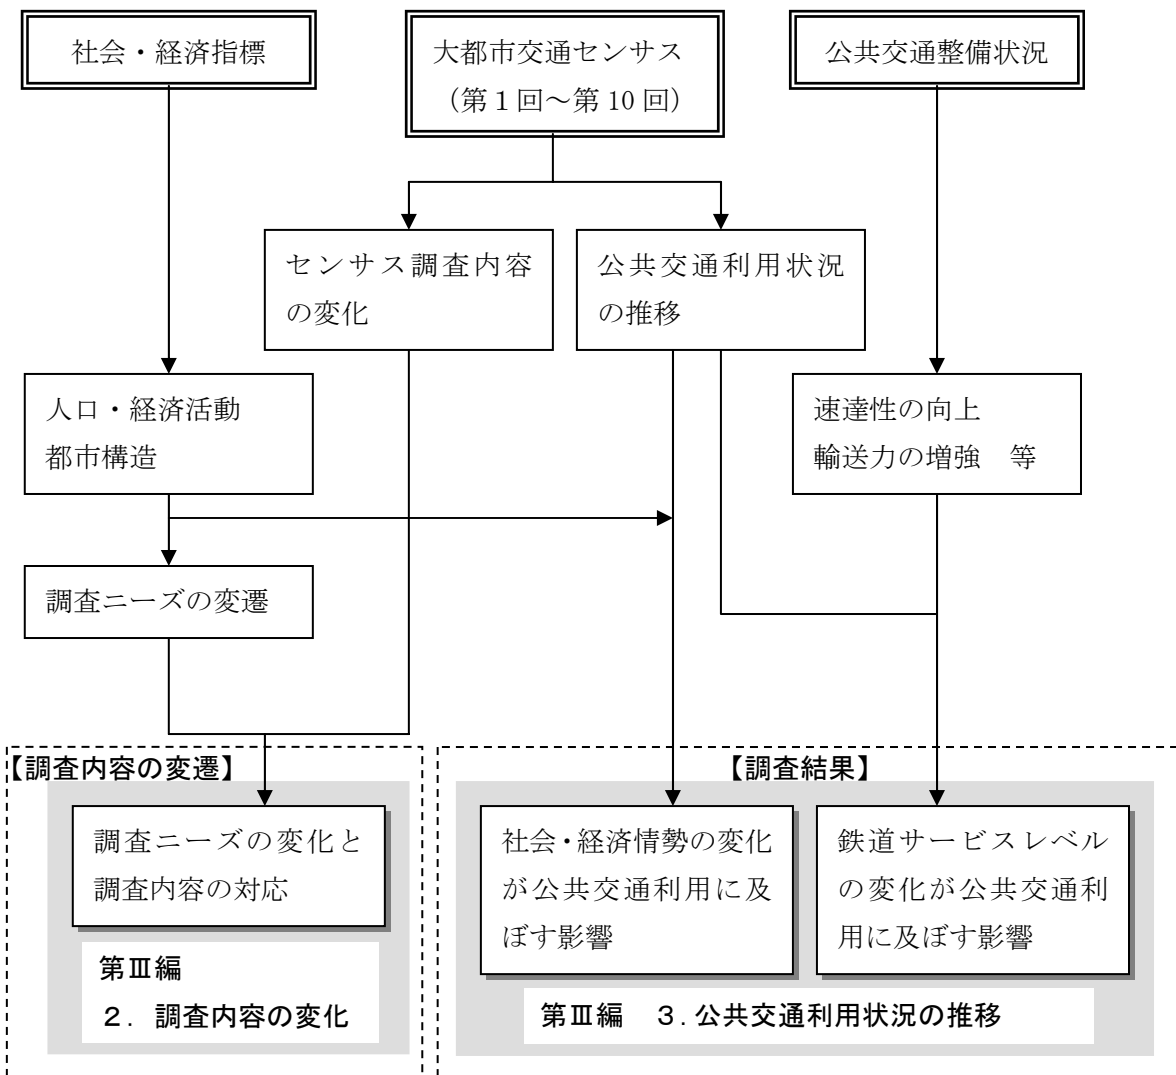 社会・経済指標
大都市交通センサス
（第１回～第 10 回）
公共交通整備状況
センサス調査内容
の変化
公共交通利用状況
の推移
人口・経済活動
都市構造
速達性の向上
輸送力の増強　等
調査ニーズの変遷
【調査内容の変遷】
【調査結果】
調査ニーズの変化と
調査内容の対応
社会・経済情勢の変化
が公共交通利用に及
ぼす影響
鉄道サービスレベル
の変化が公共交通利
用に及ぼす影響
第Ⅲ編
２．調査内容の変化
第Ⅲ編　３．公共交通利用状況の推移